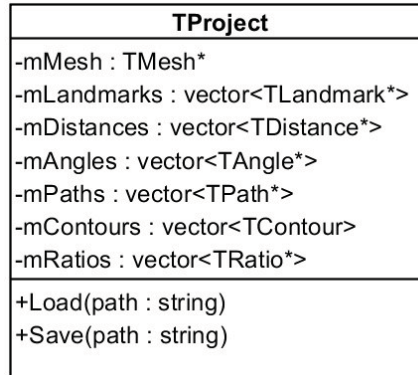 TProject
-mMesh : TMesh*
-mLandmarks : vector<TLandmark*>
-mDistances : vector<TDistance*>
-mAngles : vector<TAngle*>
-mPaths : vector<TPath*>
-mContours : vector<TContour>
-mRatios : vector<TRatio*>
+Load(path : string)
+Save(path : string)